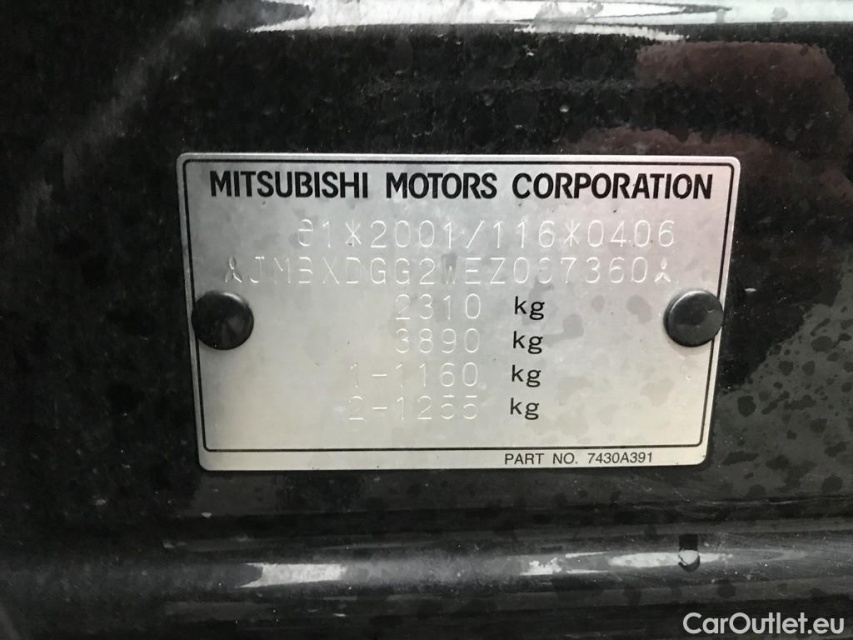 MITSUBISHI MOTORS CORPORATION
e1*2001/116*0406
JMBXDGG2WEZ007360
2310 kg
3890 kg
1-1160 kg
2-1255 kg
PART NO. 7430A391
CarOutlet.eu